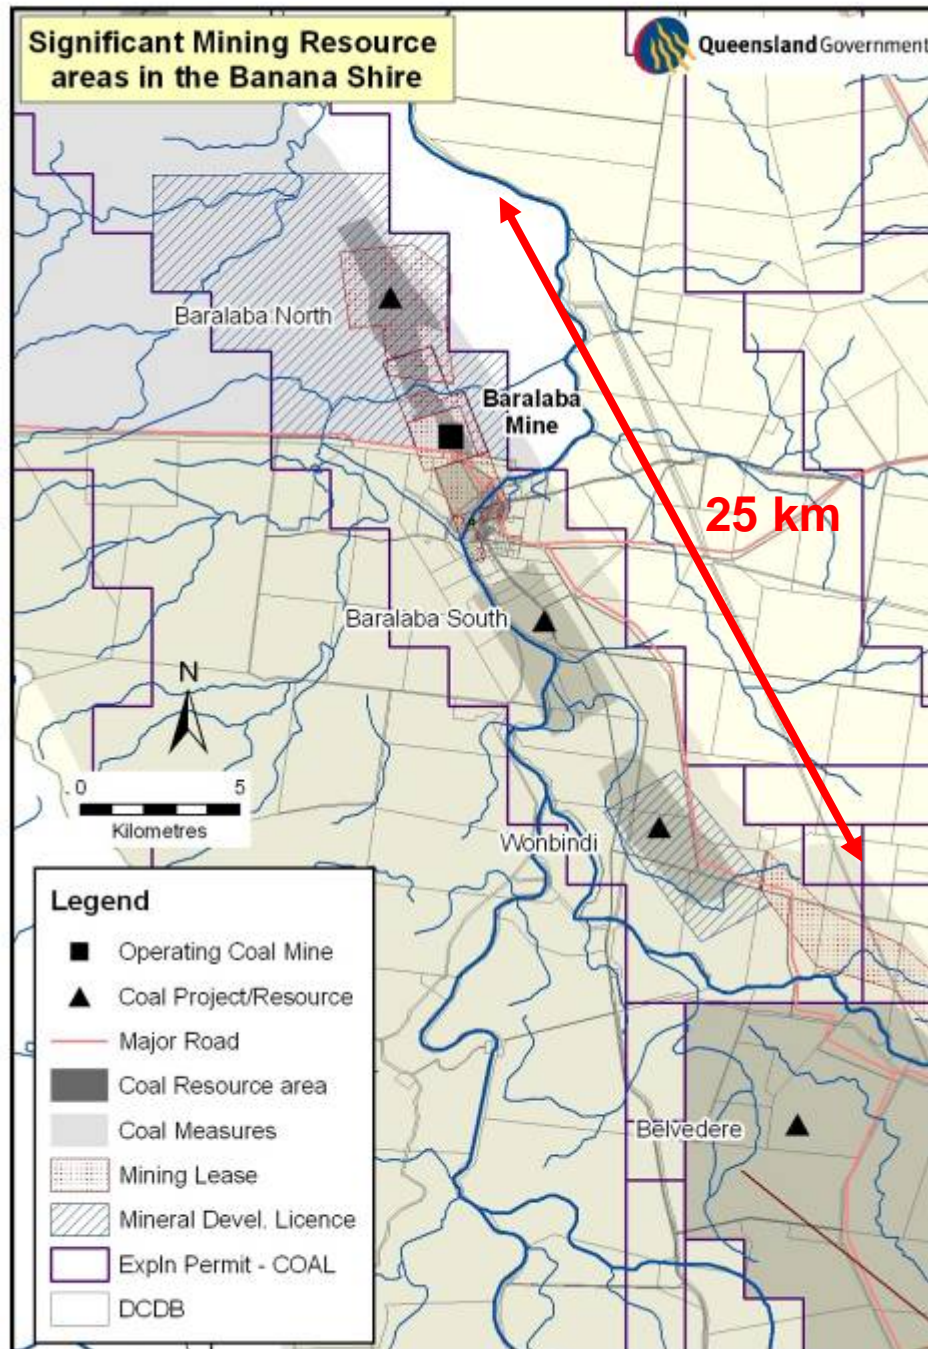 Significant Mining Resource
areas in the Banana Shire
Queensland Government
Baralaba North
Baralaba
Mine
25 km
Baralaba South
N
0 5
Kilometres
Wonbindi
Belvedere
Legend
Operating Coal Mine
Coal Project/Resource
Major Road
Coal Resource area
Coal Measures
Mining Lease
Mineral Devel. Licence
Expln Permit - COAL
DCDB